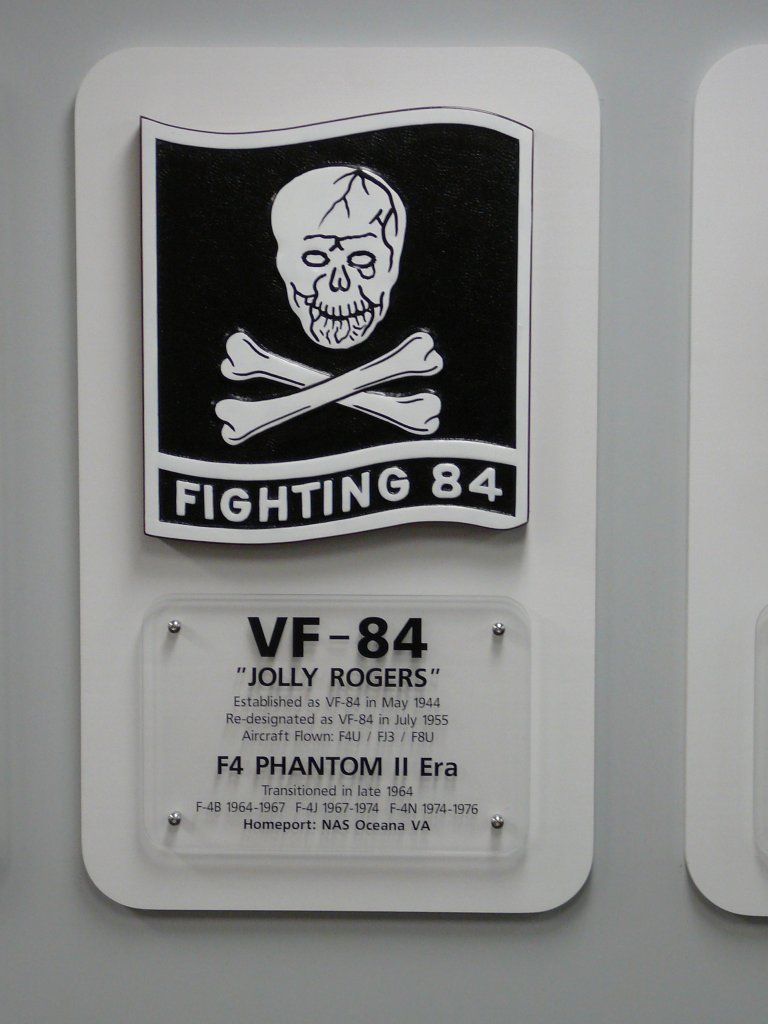 FIGHTING 84
VF-84
"JOLLY ROGERS"
Established as VF-84 in May 1944
Re-designated as VF-84 in July 1955
Aircraft Flown: F4U / FJ3 / F8U
F4 PHANTOM II Era
Transitioned in late 1964
F-4B 1964-1967 F-4J 1967-1974 F-4N 1974-1976
Homeport: NAS Oceana VA